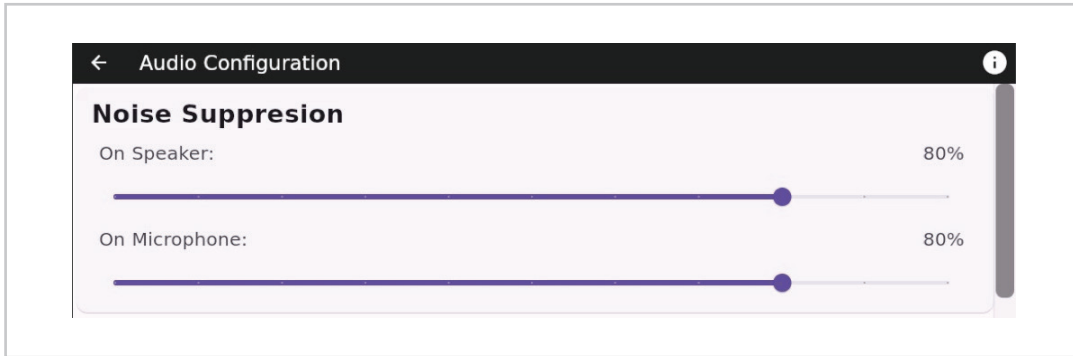 Audio Configuration
Noise Suppresion
On Speaker: 80%
On Microphone: 80%